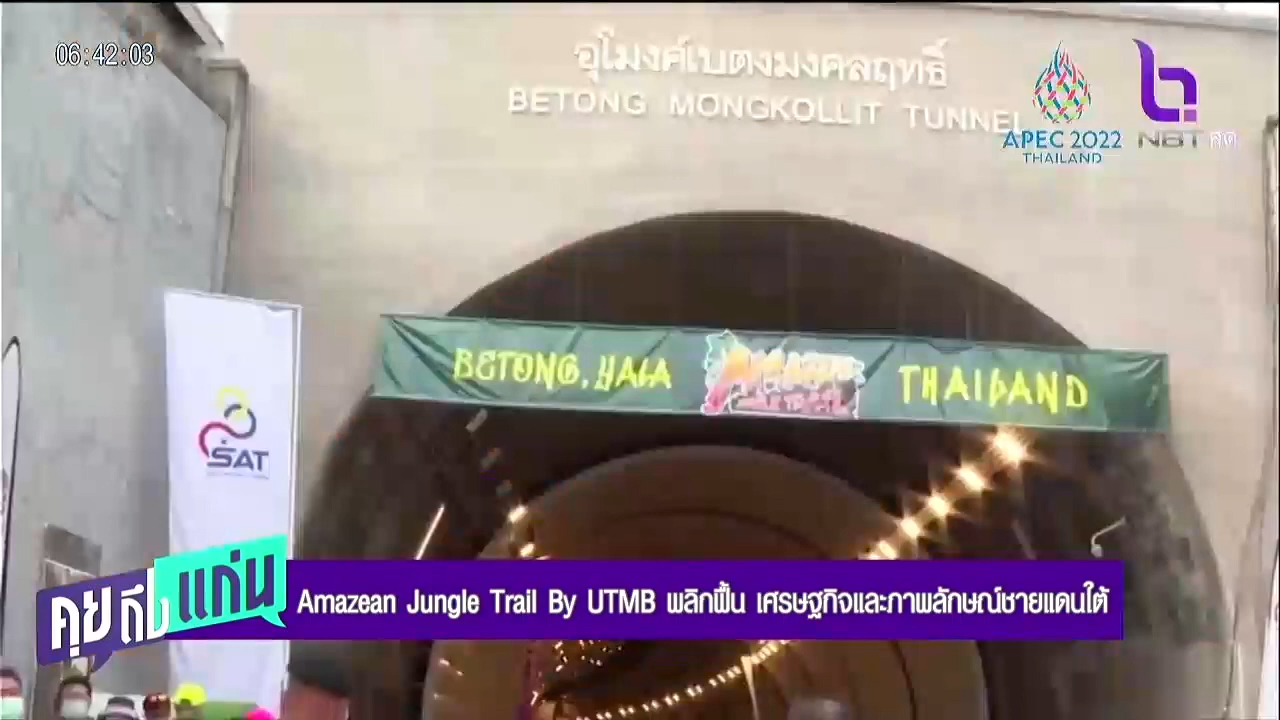 06:42:03
อุโมงค์เบตงมงคลฤทธิ์
BETONG MONGKOLLIT TUNNEL
APEC 2022
THAILAND
NBT สด
BETONG, HALA
THAILAND
SAT
คุยถึงแก่น
Amazean Jungle Trail By UTMB พลิกฟื้น เศรษฐกิจและภาพลักษณ์ชายแดนใต้